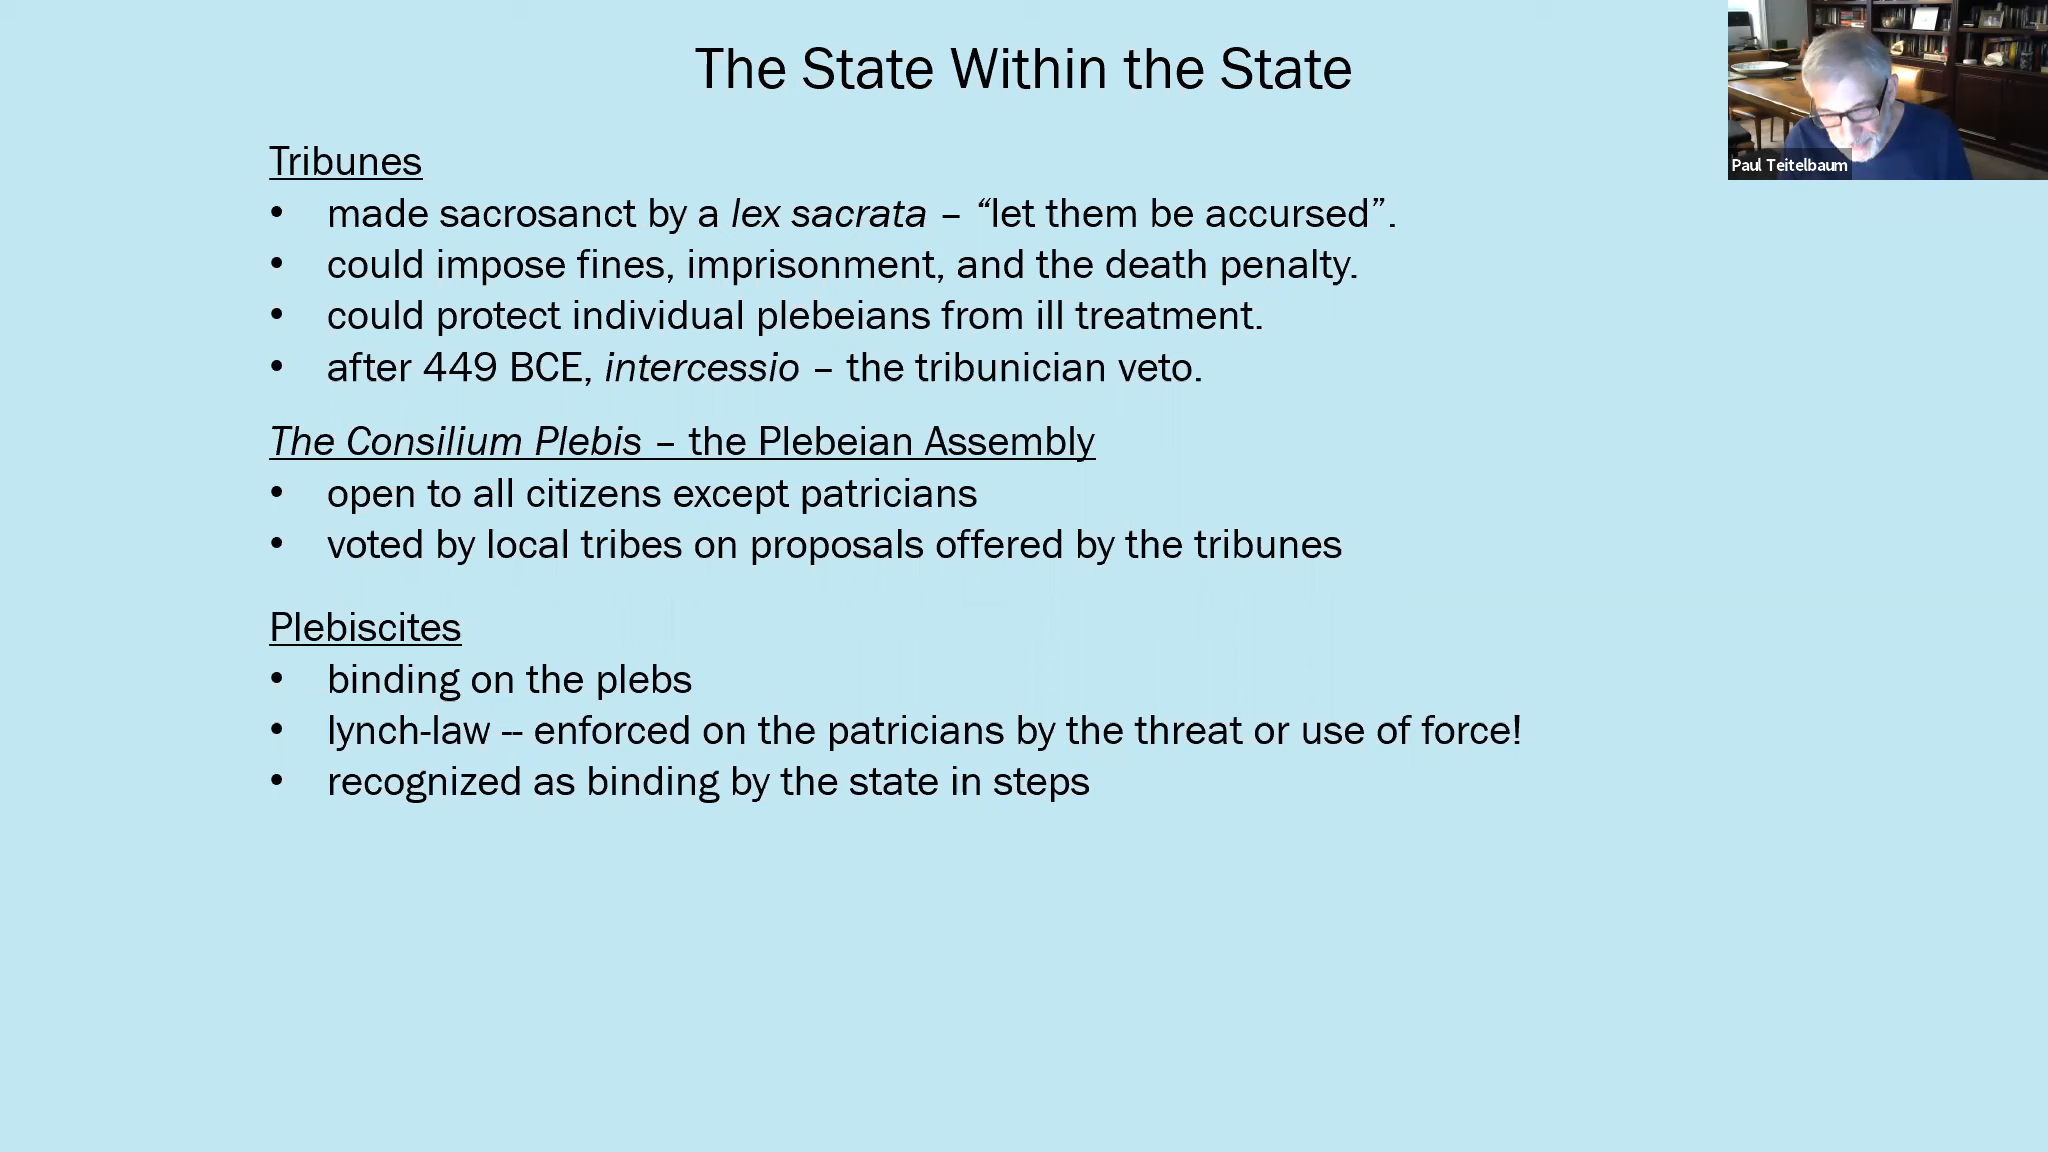 The State Within the State
Paul Teitelbaum
Tribunes
• made sacrosanct by a lex sacrata – “let them be accursed”.
• could impose fines, imprisonment, and the death penalty.
• could protect individual plebeians from ill treatment.
• after 449 BCE, intercessio – the tribunician veto.
The Consilium Plebis – the Plebeian Assembly
• open to all citizens except patricians
• voted by local tribes on proposals offered by the tribunes
Plebiscites
• binding on the plebs
• lynch-law -- enforced on the patricians by the threat or use of force!
• recognized as binding by the state in steps